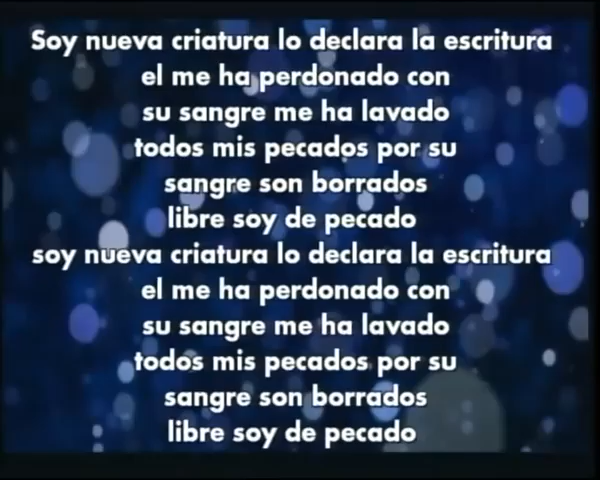 Soy nueva criatura lo declara la escritura
el me ha perdonado con
su sangre me ha lavado
todos mis pecados por su
sangre son borrados
libre soy de pecado
soy nueva criatura lo declara la escritura
el me ha perdonado con
su sangre me ha lavado
todos mis pecados por su
sangre son borrados
libre soy de pecado